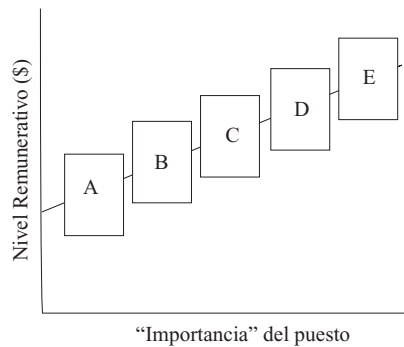 Nivel Remunerativo ($)
A
B
C
D
E
“Importancia” del puesto